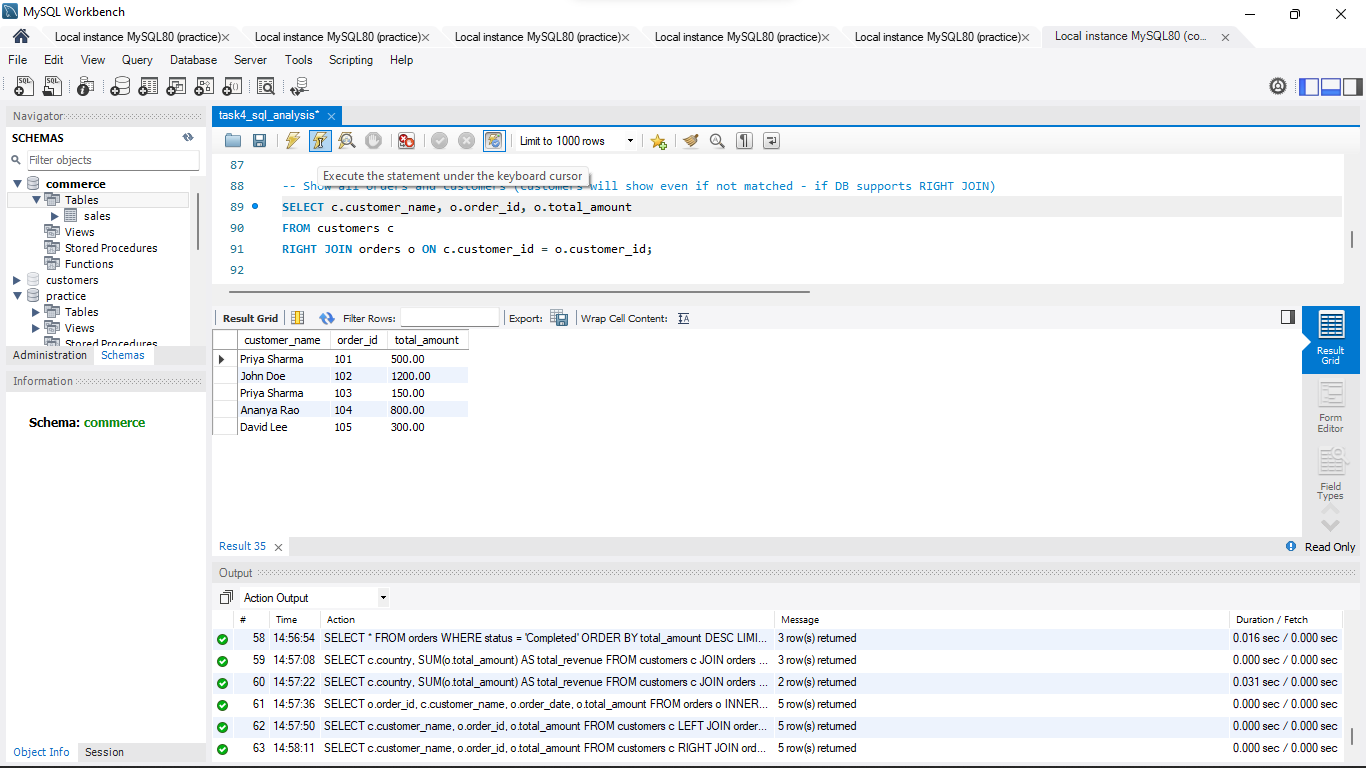 MySQL Workbench
Local instance MySQL80 (practice)× Local instance MySQL80 (practice)× Local instance MySQL80 (practice)× Local instance MySQL80 (practice)× Local instance MySQL80 (practice)× Local instance MySQL80 (co... ×
File Edit View Query Database Server Tools Scripting Help
Navigator
SCHEMAS
Filter objects
commerce
Tables
sales
Views
Stored Procedures
Functions
customers
practice
Tables
Views
Stored Procedures
Administration Schemas
Information
Schema: commerce
Object Info Session
task4_sql_analysis* ×
Limit to 1000 rows
Execute the statement under the keyboard cursor
87
88 -- Show all orders and customers (customers will show even if not matched - if DB supports RIGHT JOIN)
89 SELECT c.customer_name, o.order_id, o.total_amount
90 FROM customers c
91 RIGHT JOIN orders o ON c.customer_id = o.customer_id;
92
Result Grid Filter Rows: Export: Wrap Cell Content:
customer_name order_id total_amount
Priya Sharma 101 500.00
John Doe 102 1200.00
Priya Sharma 103 150.00
Ananya Rao 104 800.00
David Lee 105 300.00
Result Grid
Form Editor
Field Types
Result 35 × Read Only
Output
Action Output
# Time Action Message Duration / Fetch
58 14:56:54 SELECT * FROM orders WHERE status = 'Completed' ORDER BY total_amount DESC LIMI... 3 row(s) returned 0.016 sec / 0.000 sec
59 14:57:08 SELECT c.country, SUM(o.total_amount) AS total_revenue FROM customers c JOIN orders ... 3 row(s) returned 0.000 sec / 0.000 sec
60 14:57:22 SELECT c.country, SUM(o.total_amount) AS total_revenue FROM customers c JOIN orders ... 2 row(s) returned 0.031 sec / 0.000 sec
61 14:57:36 SELECT o.order_id, c.customer_name, o.order_date, o.total_amount FROM orders o INNER... 5 row(s) returned 0.000 sec / 0.000 sec
62 14:57:50 SELECT c.customer_name, o.order_id, o.total_amount FROM customers c LEFT JOIN order... 5 row(s) returned 0.000 sec / 0.000 sec
63 14:58:11 SELECT c.customer_name, o.order_id, o.total_amount FROM customers c RIGHT JOIN ord... 5 row(s) returned 0.000 sec / 0.000 sec